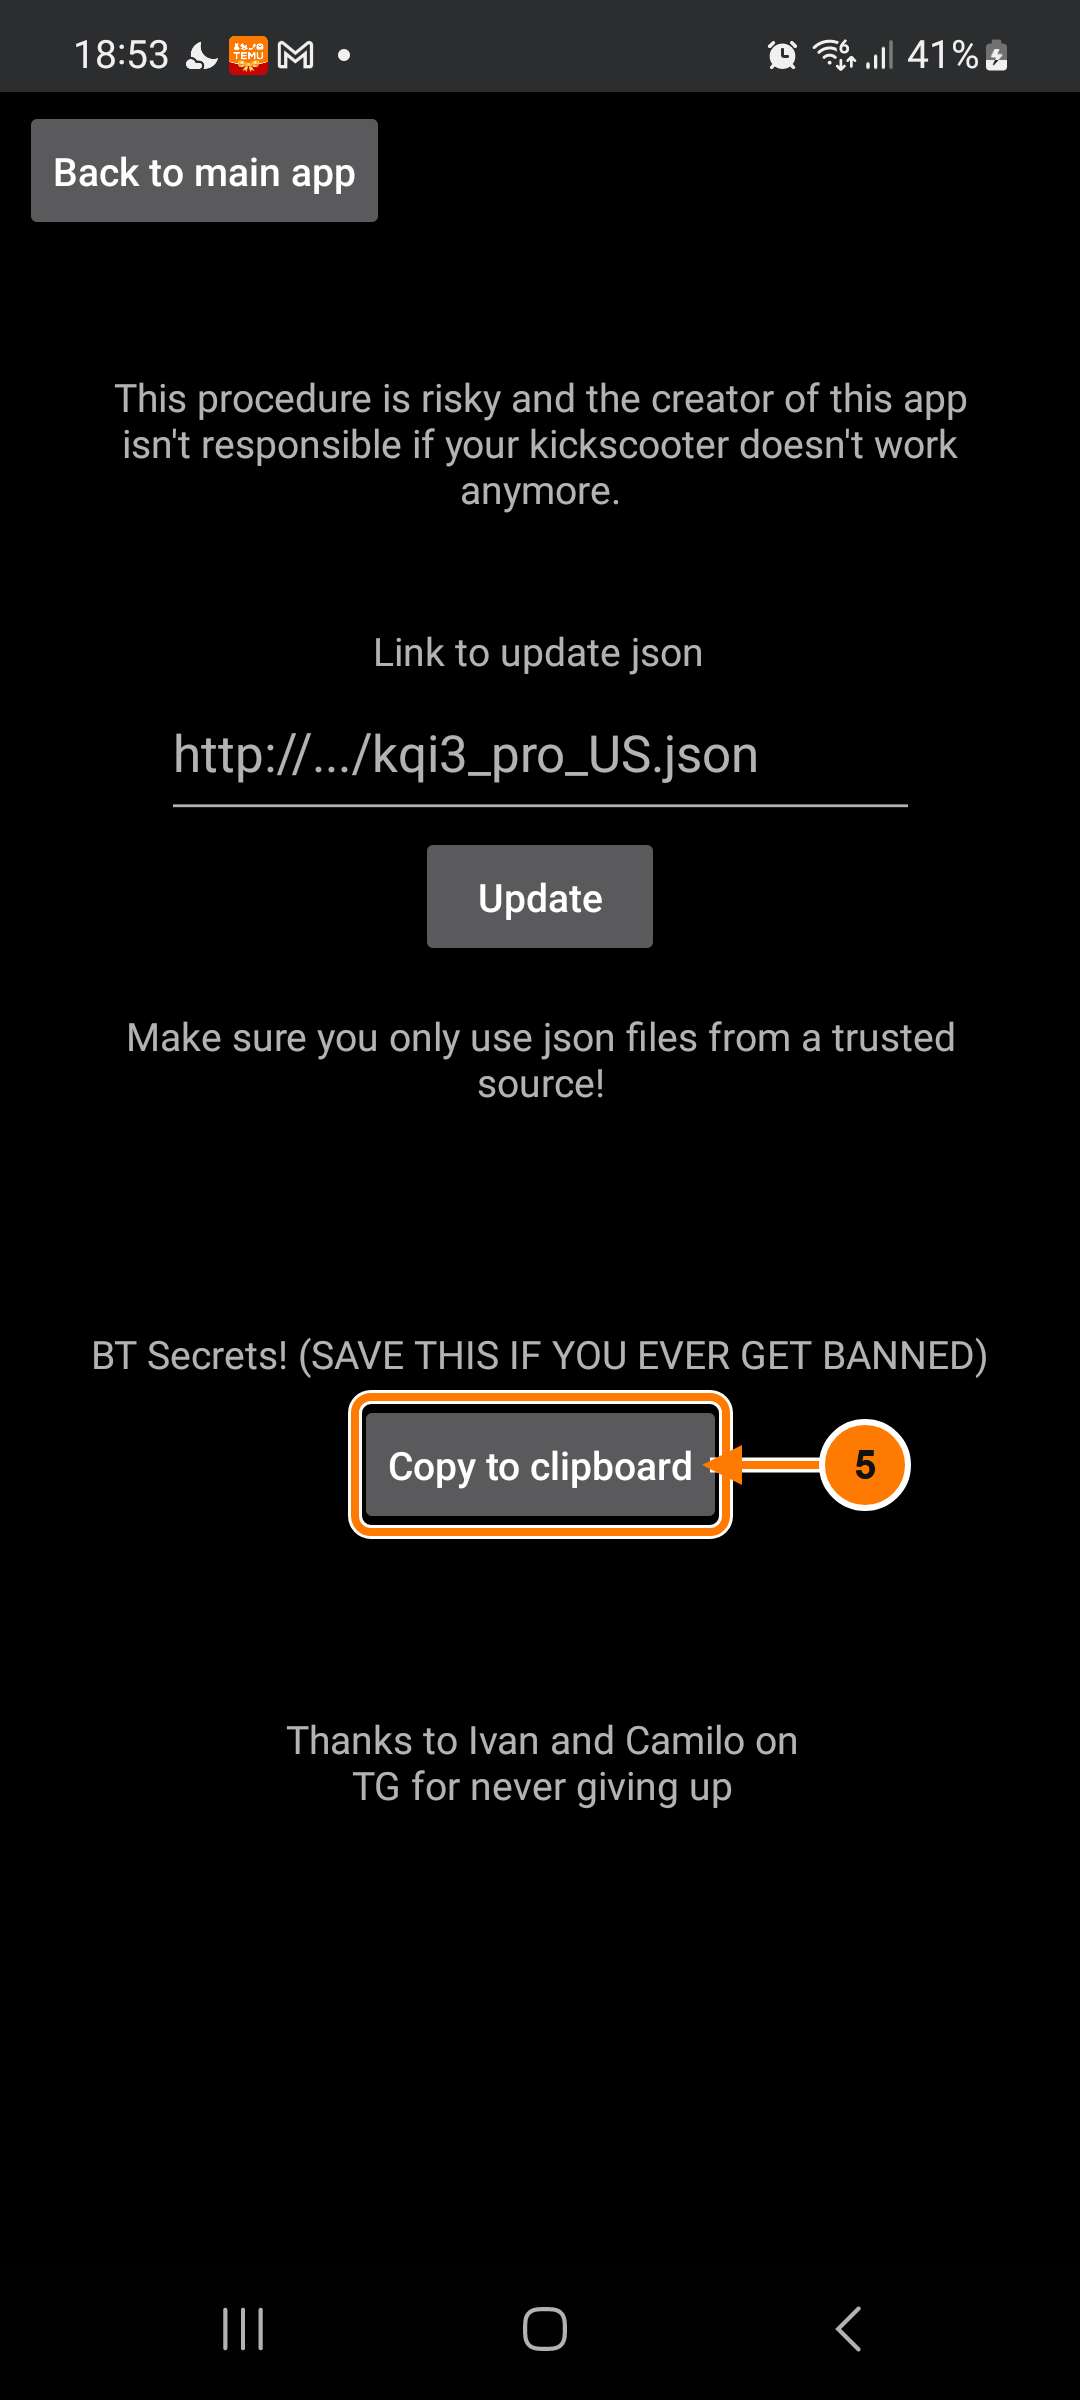 18:53
TEMU
6
41%
Back to main app
This procedure is risky and the creator of this app
isn't responsible if your kickscooter doesn't work
anymore.
Link to update json
http://.../kqi3_pro_US.json
Update
Make sure you only use json files from a trusted
source!
BT Secrets! (SAVE THIS IF YOU EVER GET BANNED)
Copy to clipboard
5
Thanks to Ivan and Camilo on
TG for never giving up